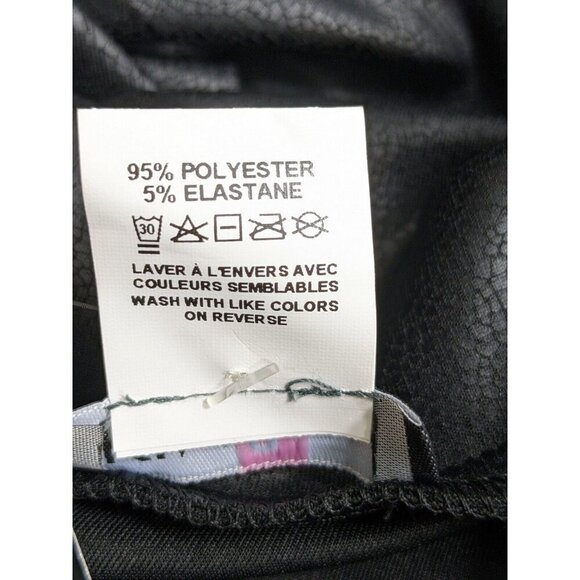 95% POLYESTER
5% ELASTANE
30
LAVER À L'ENVERS AVEC
COULEURS SEMBLABLES
WASH WITH LIKE COLORS
ON REVERSE